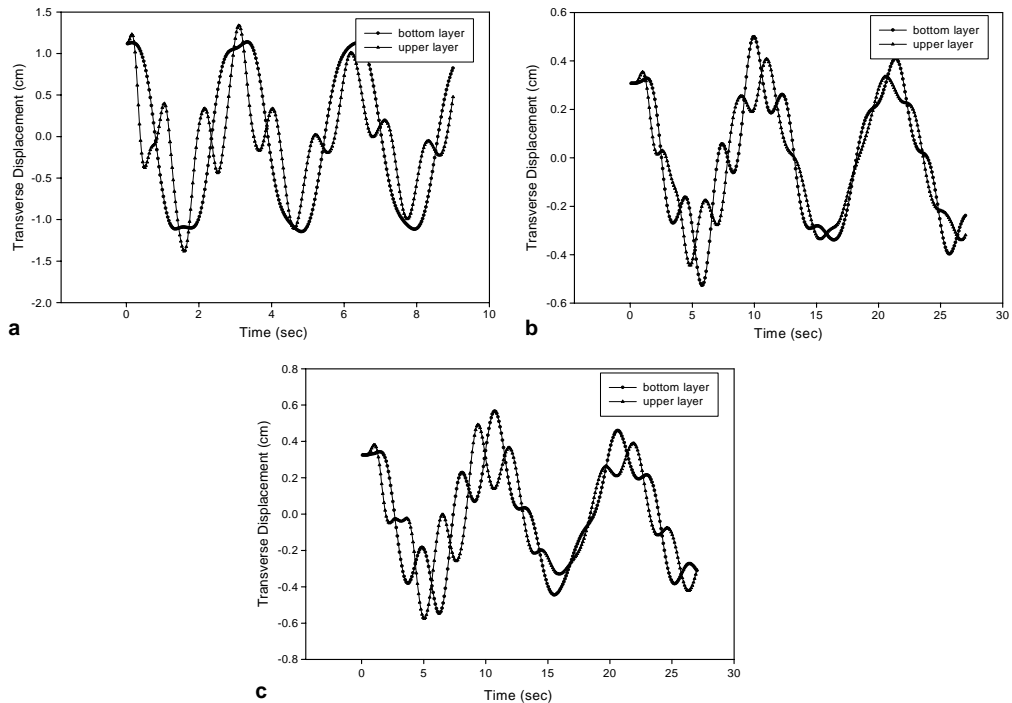 1.5
1.0
0.5
0.0
-0.5
-1.0
-1.5
-2.0
Transverse Displacement (cm)
bottom layer
upper layer
0 2 4 6 8 10
Time (sec)
a
0.6
0.4
0.2
0.0
-0.2
-0.4
-0.6
Transverse Displacement (cm)
bottom layer
upper layer
0 5 10 15 20 25 30
Time (sec)
b
0.8
0.6
0.4
0.2
0.0
-0.2
-0.4
-0.6
-0.8
Transverse Displacement (cm)
bottom layer
upper layer
0 5 10 15 20 25 30
Time (sec)
c